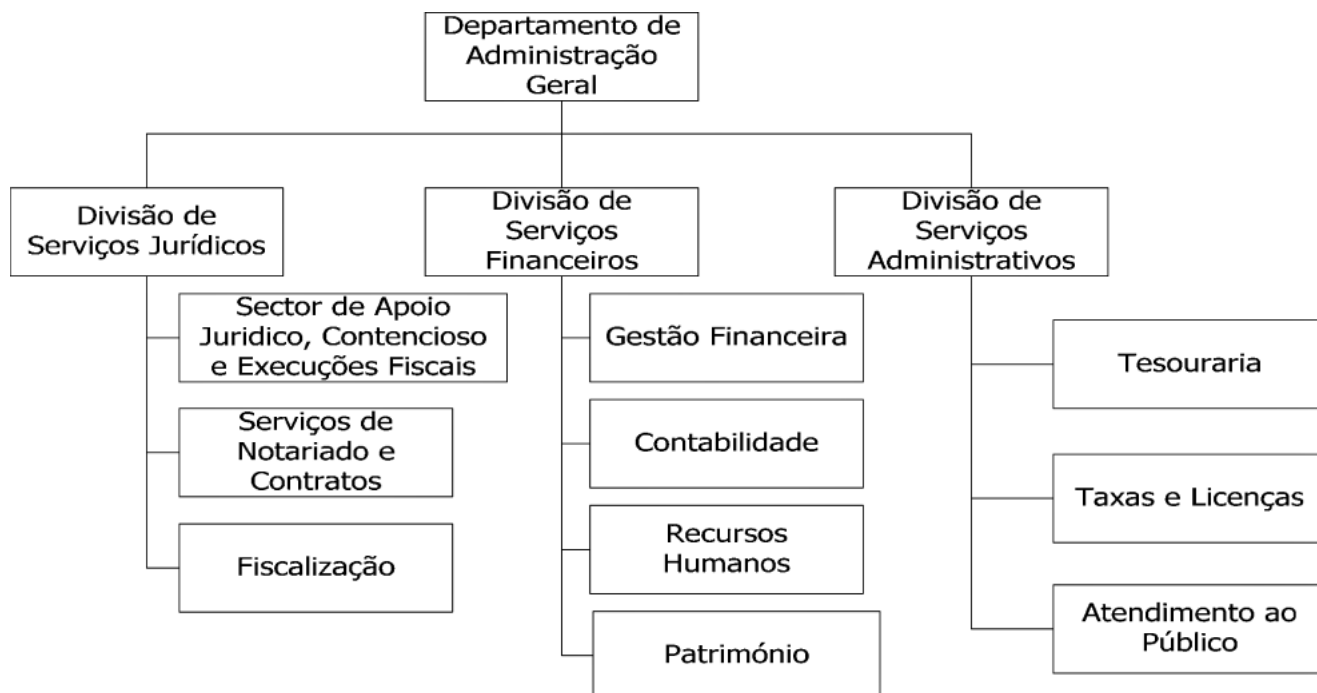 Departamento de
Administração
Geral
Divisão de
Serviços Jurídicos
Divisão de
Serviços
Financeiros
Divisão de
Serviços
Administrativos
Sector de Apoio
Juridico, Contencioso
e Execuções Fiscais
Serviços de
Notariado e
Contratos
Fiscalização
Gestão Financeira
Contabilidade
Recursos
Humanos
Património
Tesouraria
Taxas e Licenças
Atendimento ao
Público